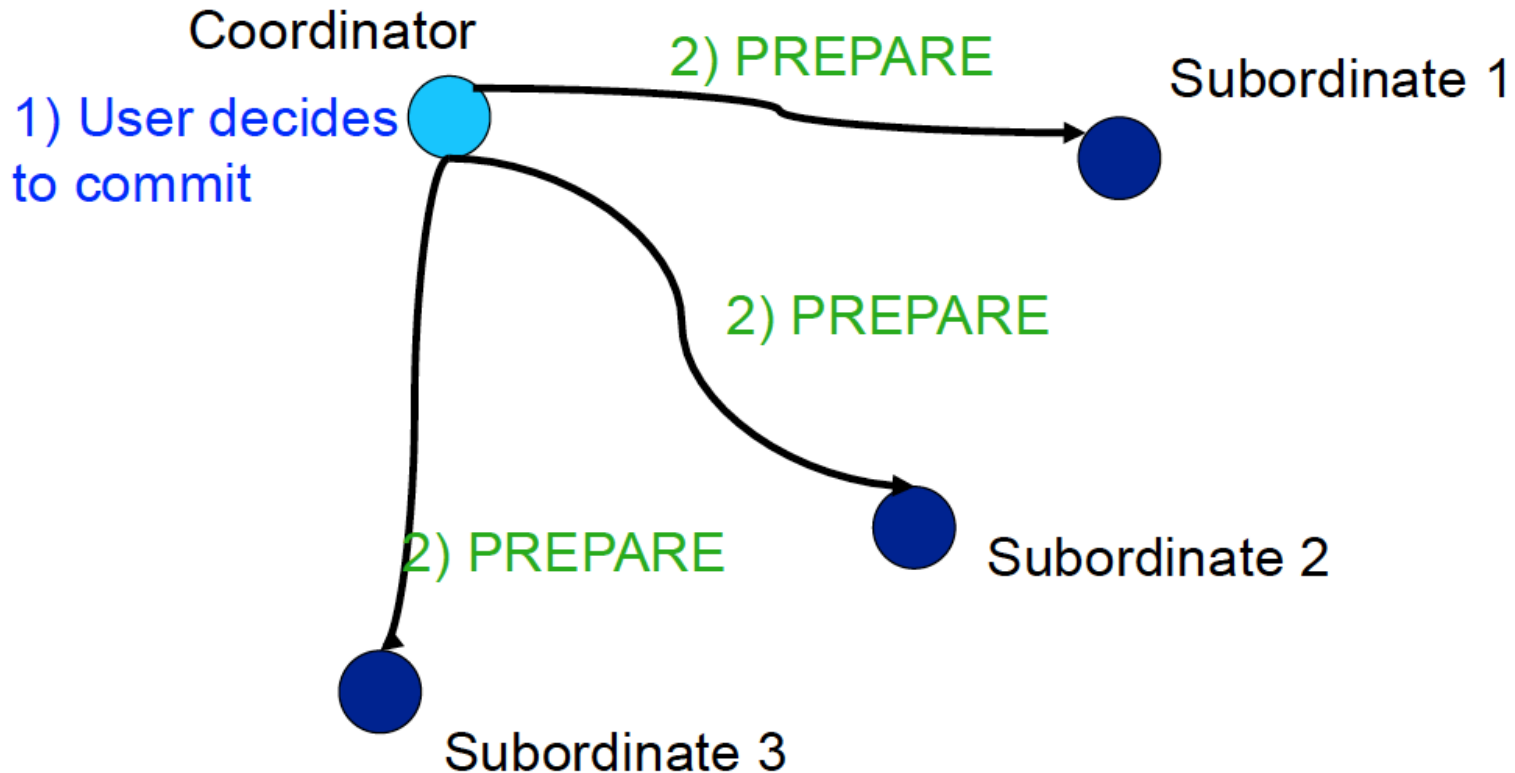 Coordinator
2) PREPARE
Subordinate 1
1) User decides
to commit
2) PREPARE
2) PREPARE
Subordinate 2
Subordinate 3